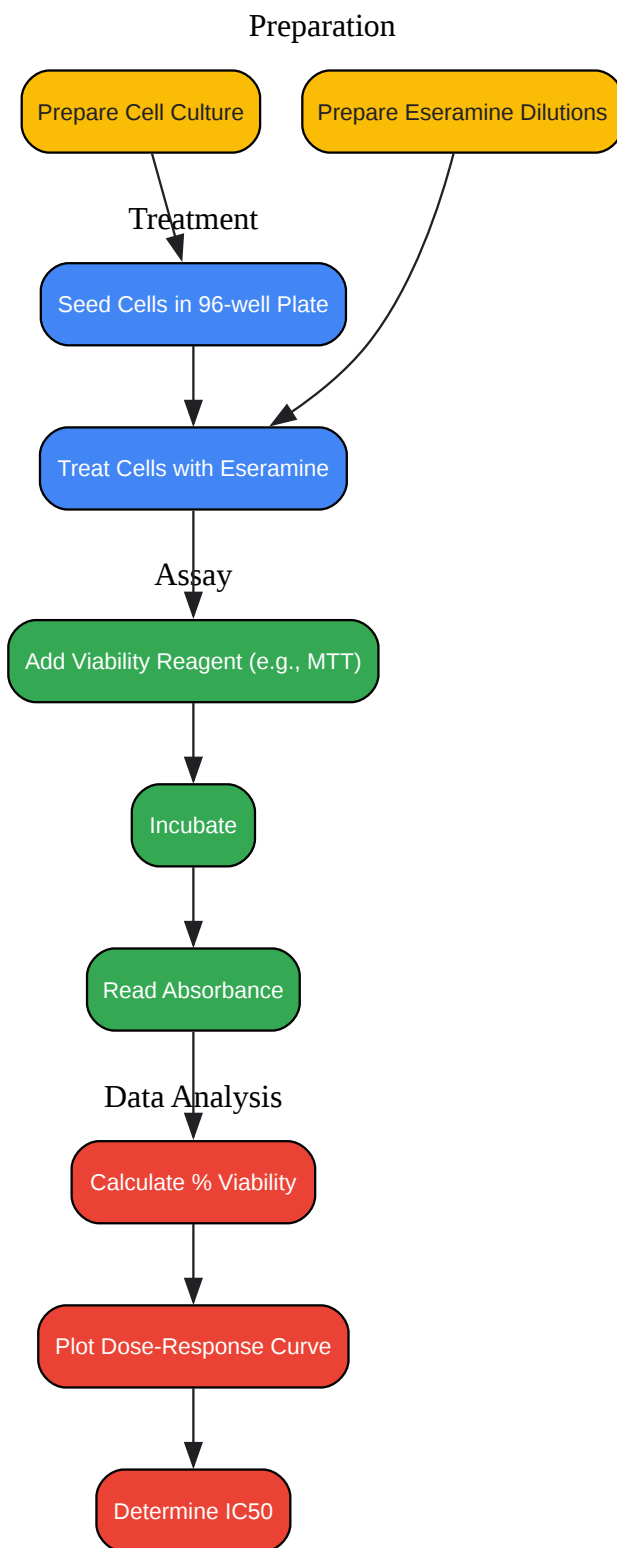 Preparation
Prepare Cell Culture
Prepare Eseramine Dilutions
Treatment
Seed Cells in 96-well Plate
Treat Cells with Eseramine
Assay
Add Viability Reagent (e.g., MTT)
Incubate
Read Absorbance
Data Analysis
Calculate % Viability
Plot Dose-Response Curve
Determine IC50